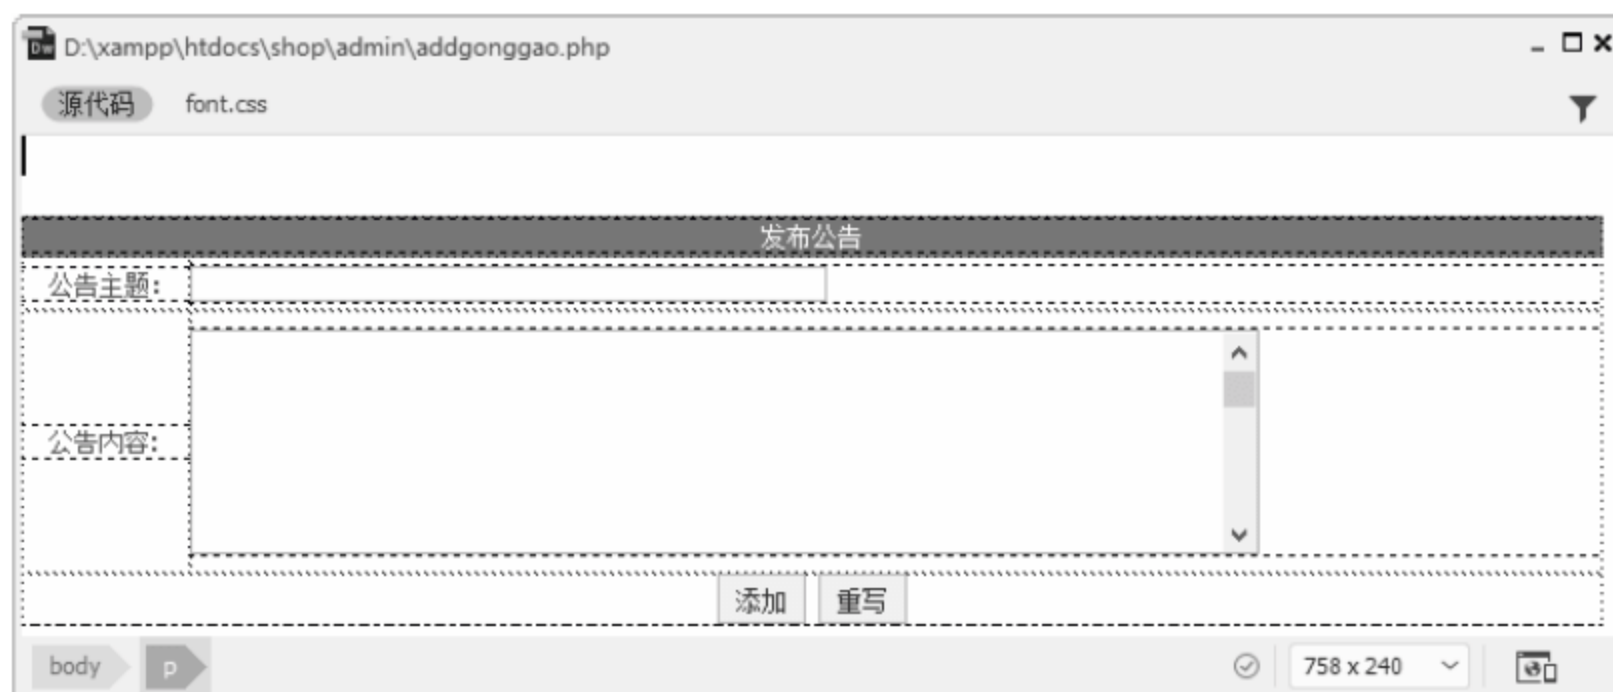 Dw D:\xampp\htdocs\shop\admin\addgonggao.php
源代码 font.css
发布公告
公告主题:
公告内容:
添加 重写
body p 758 x 240